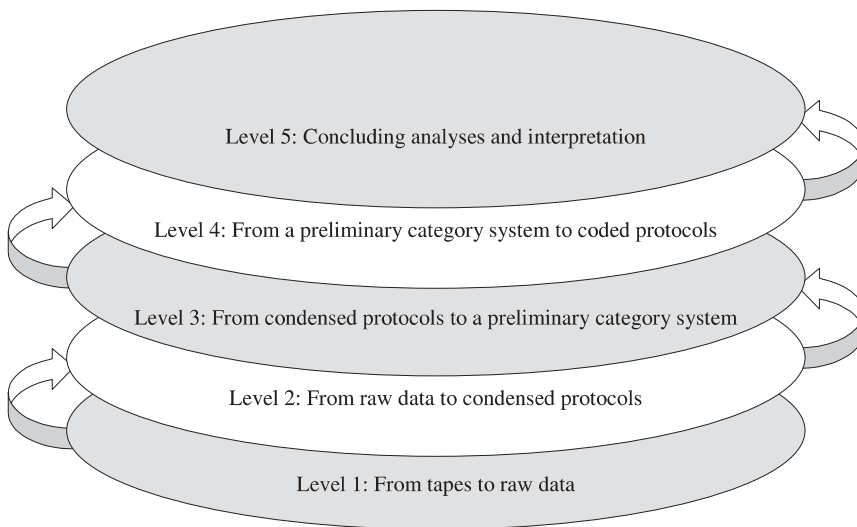 Level 5: Concluding analyses and interpretation
Level 4: From a preliminary category system to coded protocols
Level 3: From condensed protocols to a preliminary category system
Level 2: From raw data to condensed protocols
Level 1: From tapes to raw data